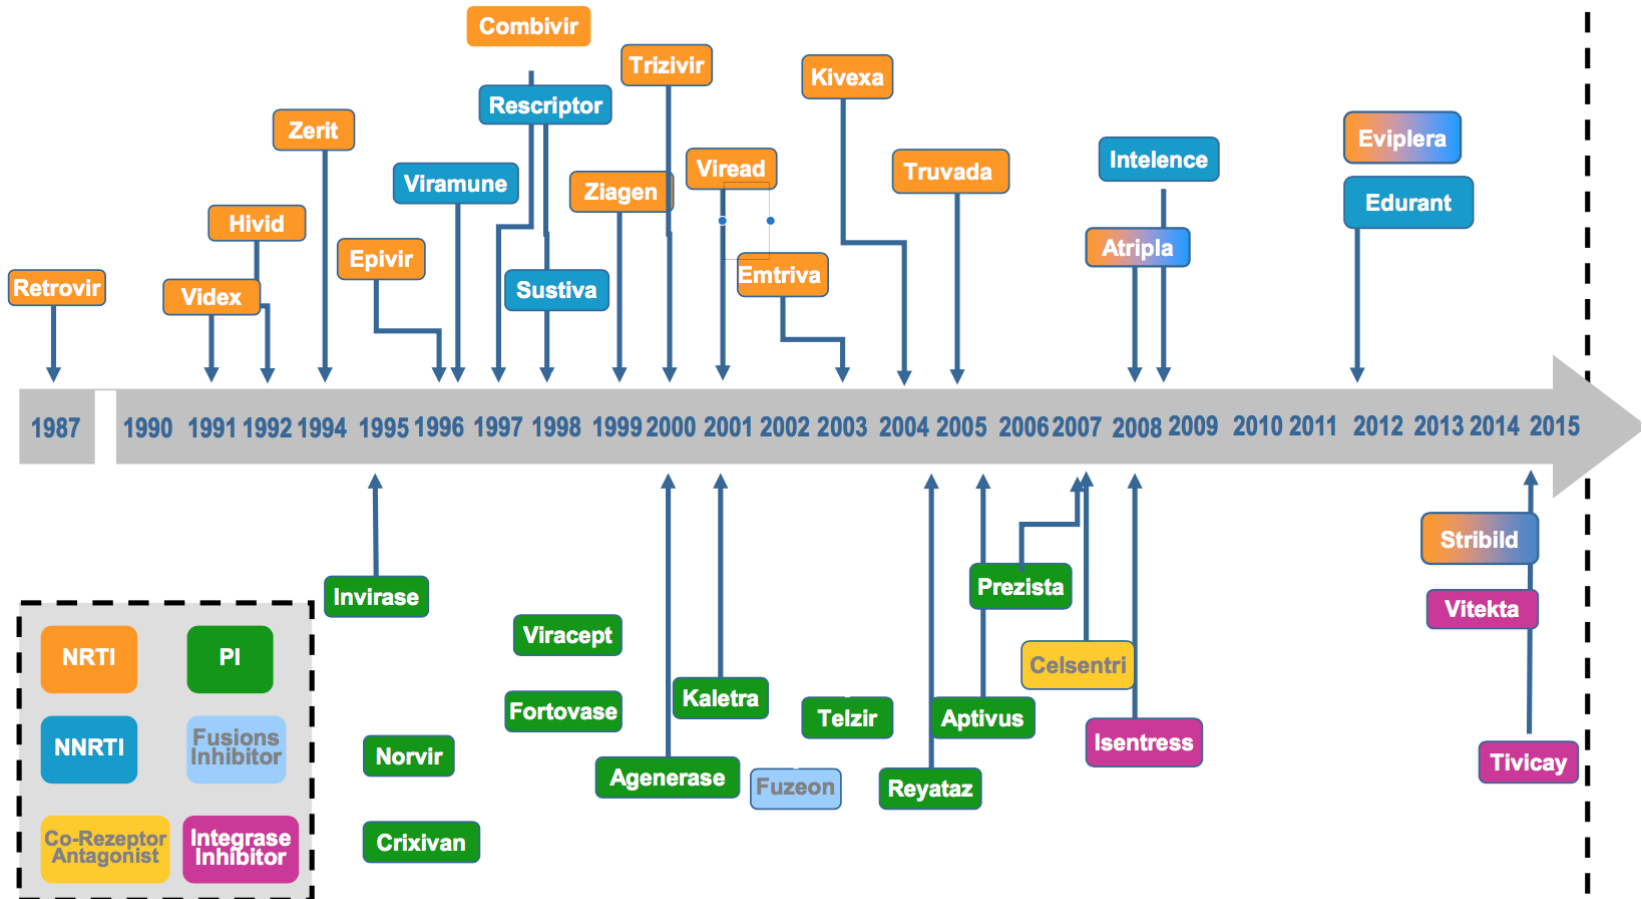 Combivir
Trizivir
Kivexa
Rescriptor
Zerit
Eviplera
Intelence
Viread
Truvada
Viramune
Ziagen
Edurant
Hivid
Atripla
Epivir
Emtriva
Retrovir
Videx
Sustiva
1987 1990 1991 1992 1994 1995 1996 1997 1998 1999 2000 2001 2002 2003 2004 2005 2006 2007 2008 2009 2010 2011 2012 2013 2014 2015
Stribild
Prezista
Invirase
Vitekta
Viracept
Celsentri
Kaletra
Fortovase
Telzir
Aptivus
Isentress
Norvir
Tivicay
Agenerase
Fuzeon
Reyataz
Crixivan
NRTI
PI
NNRTI
Fusions
Inhibitor
Co-Rezeptor
Antagonist
Integrase
Inhibitor